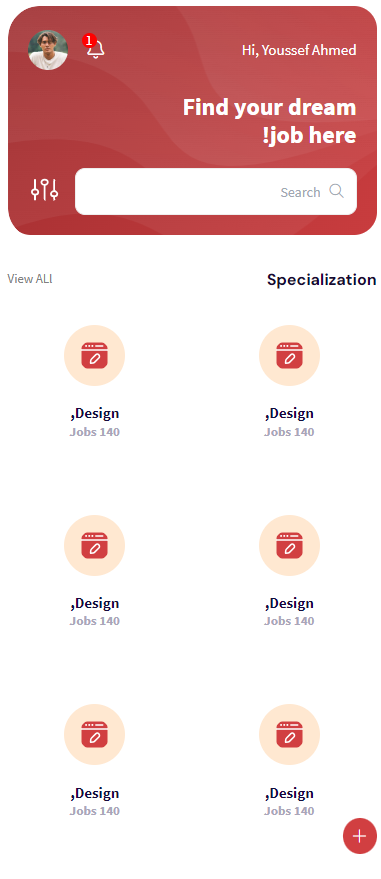 1
Hi, Youssef Ahmed
Find your dream
!job here
Search
View ALl
Specialization
,Design
Jobs 140
,Design
Jobs 140
,Design
Jobs 140
,Design
Jobs 140
,Design
Jobs 140
,Design
Jobs 140